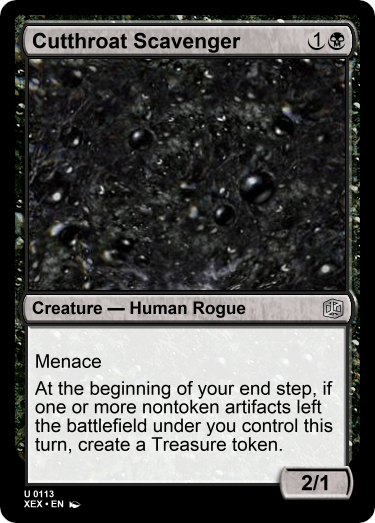 Cutthroat Scavenger 1
Creature — Human Rogue
Menace
At the beginning of your end step, if
one or more nontoken artifacts left
the battlefield under you control this
turn, create a Treasure token.
2/1
U 0113
XEX • EN